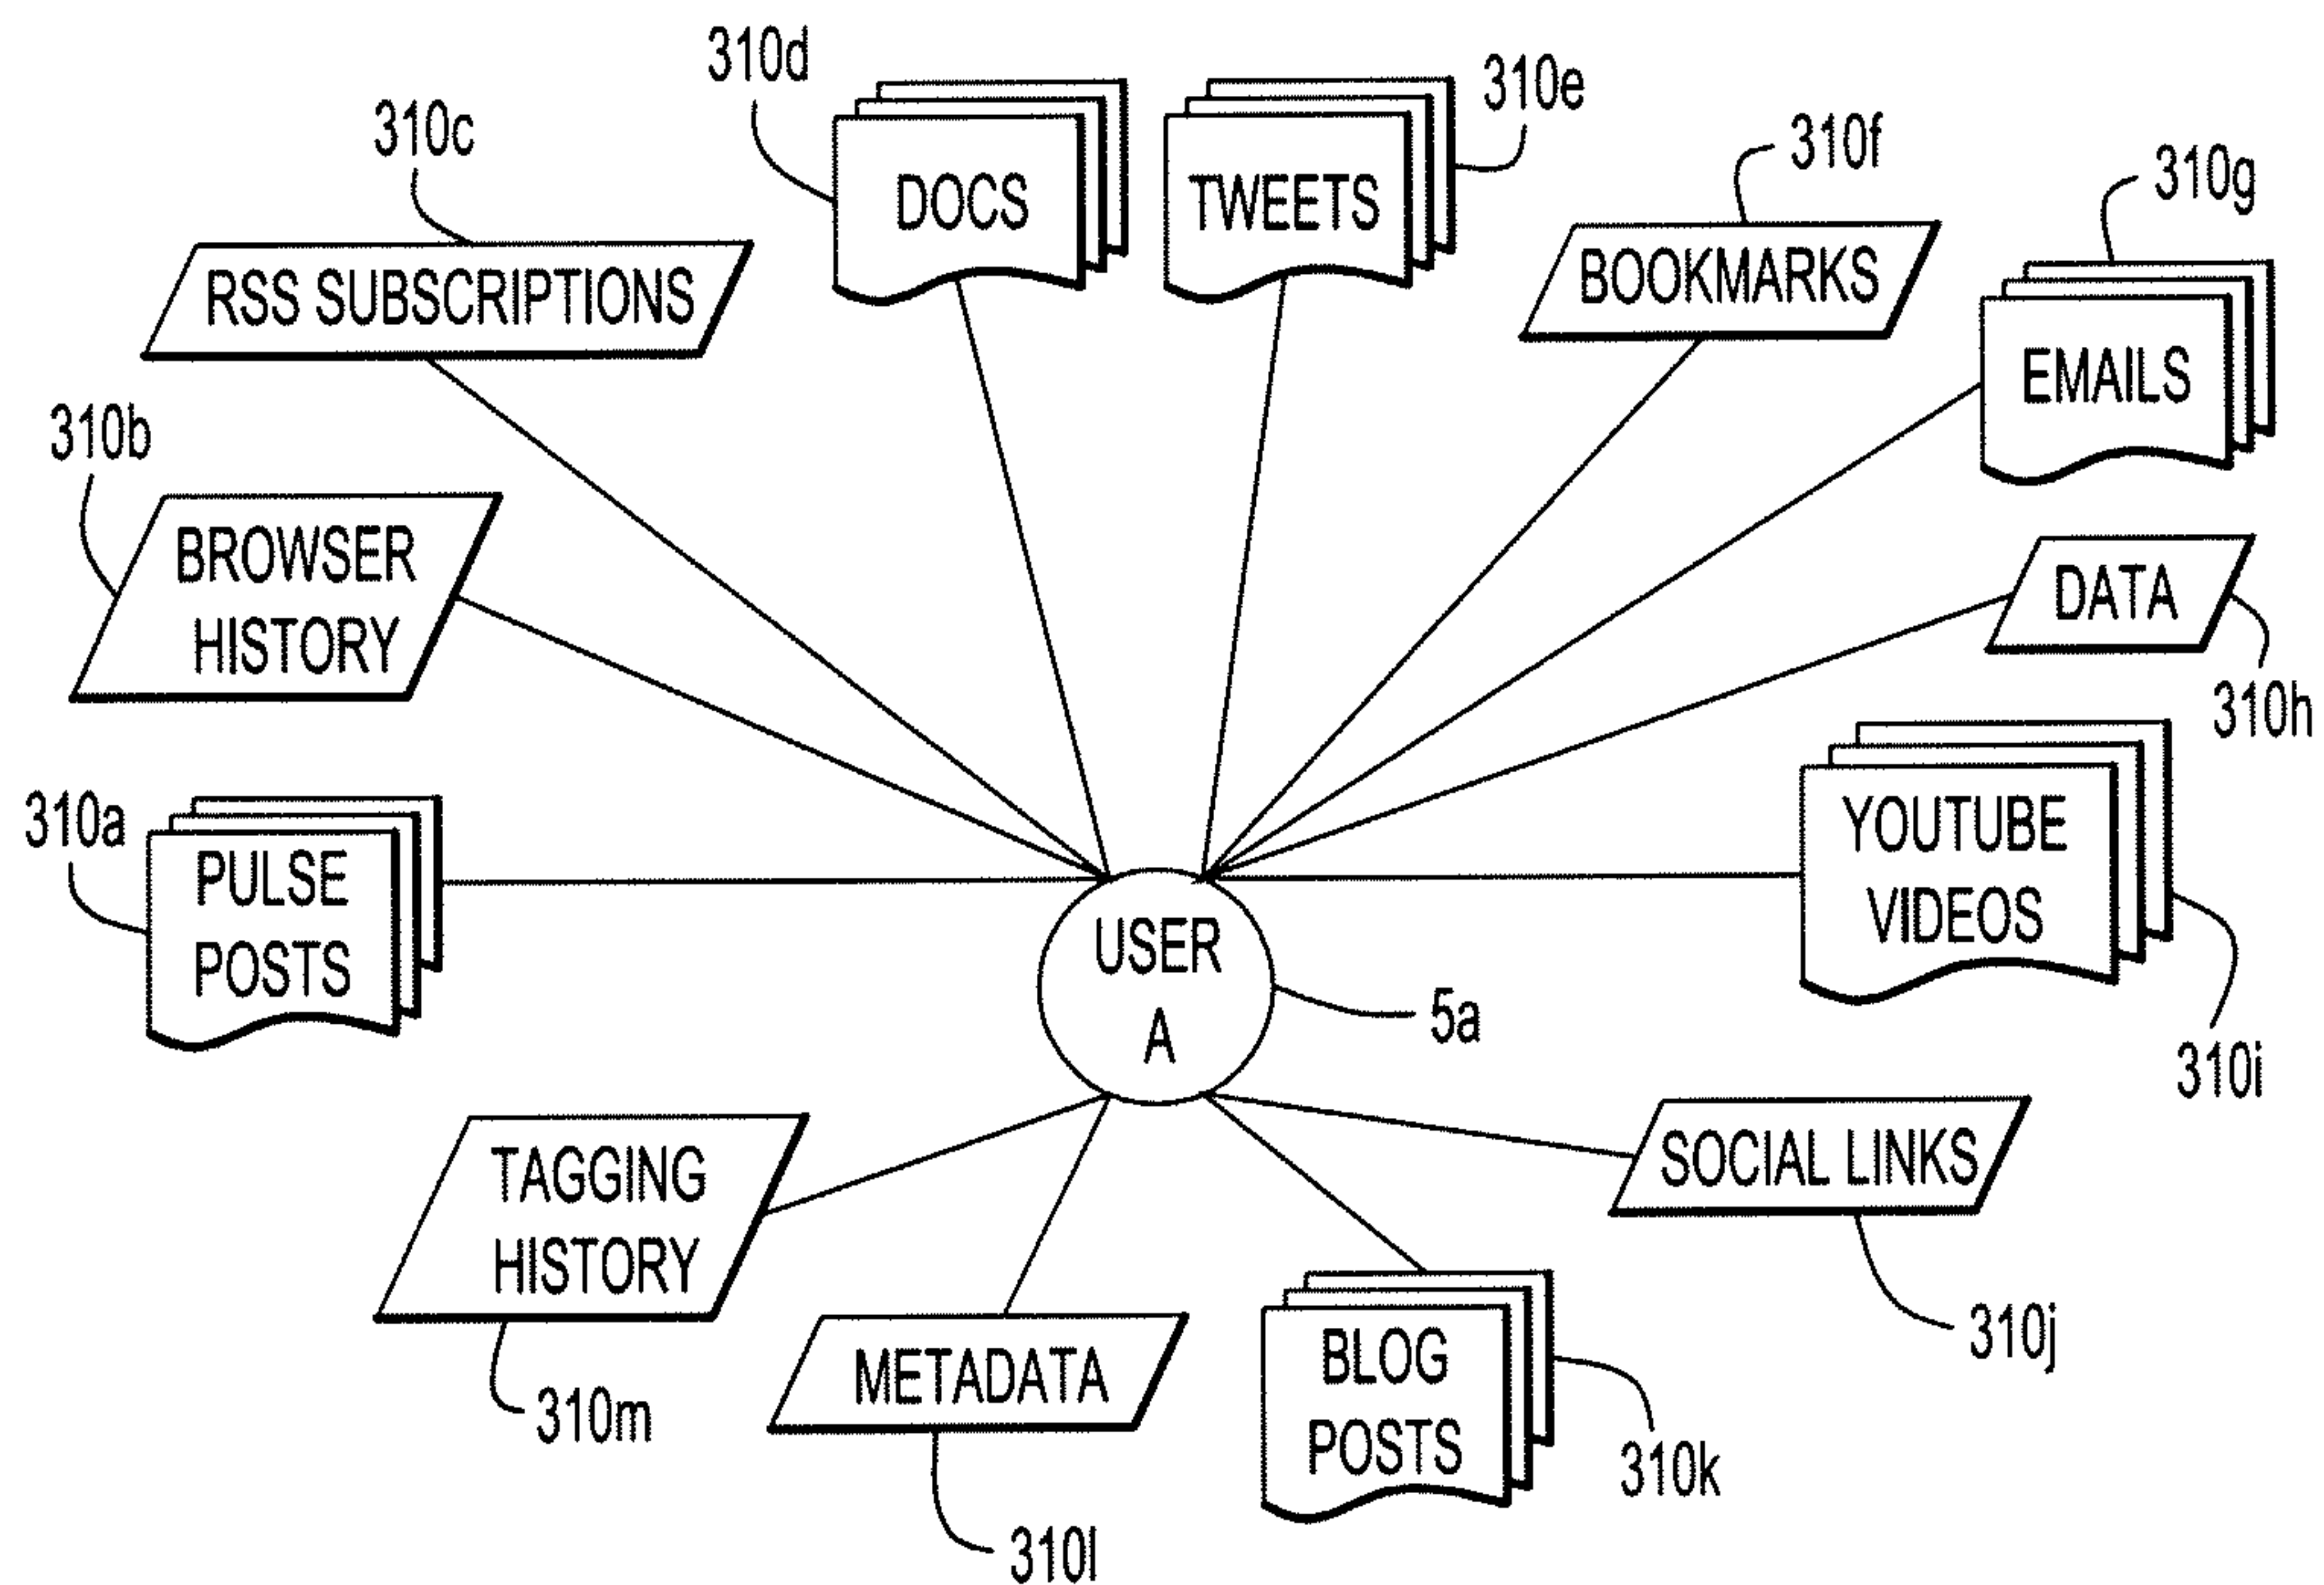 310d
310e
310c
310f
310g
DOCS
TWEETS
RSS SUBSCRIPTIONS
BOOKMARKS
EMAILS
310b
BROWSER
HISTORY
DATA
310h
310a
PULSE
POSTS
YOUTUBE
VIDEOS
USER
A
5a
310i
TAGGING
HISTORY
SOCIAL LINKS
310j
METADATA
BLOG
POSTS
310m
310k
310l